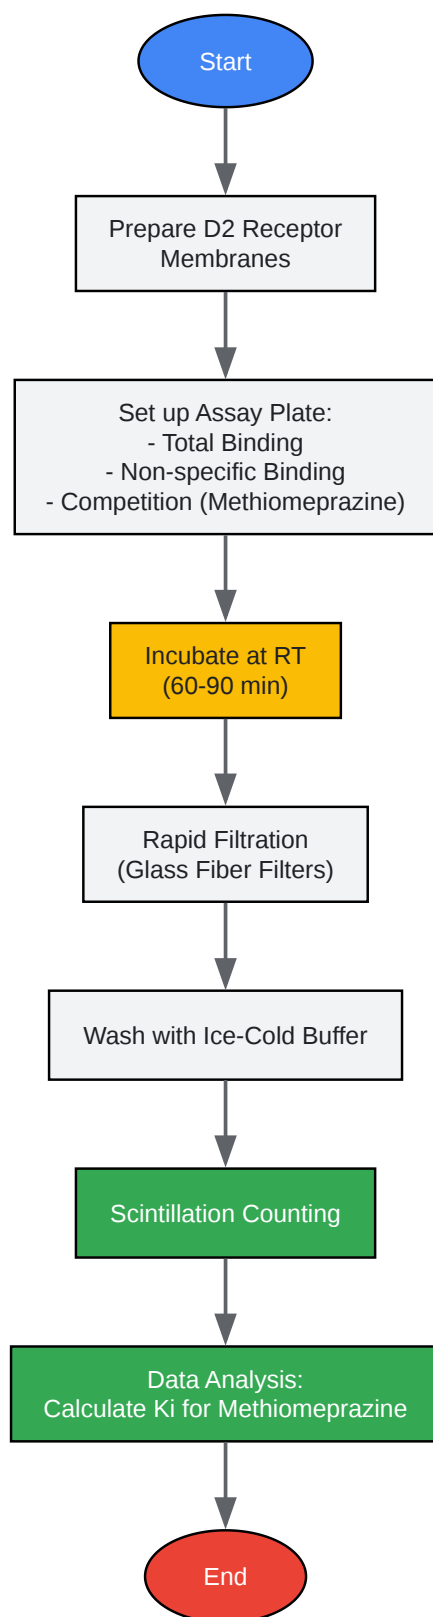 Start
Prepare D2 Receptor
Membranes
Set up Assay Plate:
- Total Binding
- Non-specific Binding
- Competition (Methiomeprazine)
Incubate at RT
(60-90 min)
Rapid Filtration
(Glass Fiber Filters)
Wash with Ice-Cold Buffer
Scintillation Counting
Data Analysis:
Calculate Ki for Methiomeprazine
End